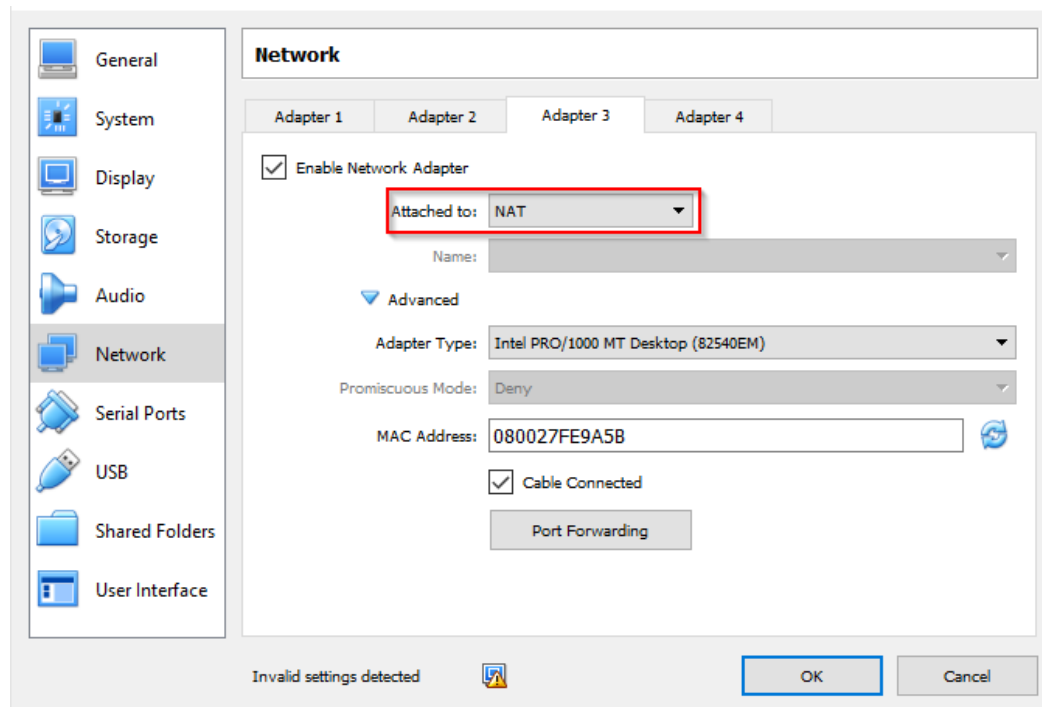 General
System
Display
Storage
Audio
Network
Serial Ports
USB
Shared Folders
User Interface
Network
Adapter 1 Adapter 2 Adapter 3 Adapter 4
Enable Network Adapter
Attached to: NAT
Name:
Advanced
Adapter Type: Intel PRO/1000 MT Desktop (82540EM)
Promiscuous Mode: Deny
MAC Address: 080027FE9A5B
Cable Connected
Port Forwarding
Invalid settings detected OK Cancel